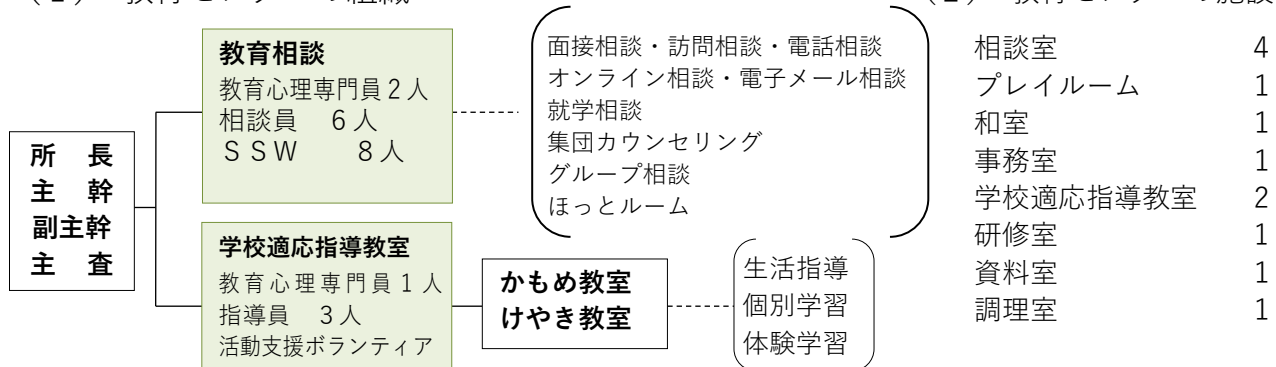 所 長
主 幹
副主幹
主 査
教育相談
教育心理専門員２人
相談員 ６人
ＳＳＷ ８人
面接相談・訪問相談・電話相談
オンライン相談・電子メール相談
就学相談
集団カウンセリング
グループ相談
ほっとルーム
学校適応指導教室
教育心理専門員１人
指導員 ３人
活動支援ボランティア
かもめ教室
けやき教室
生活指導
個別学習
体験学習
相談室 4
プレイルーム 1
和室 1
事務室 1
学校適応指導教室 2
研修室 1
資料室 1
調理室 1